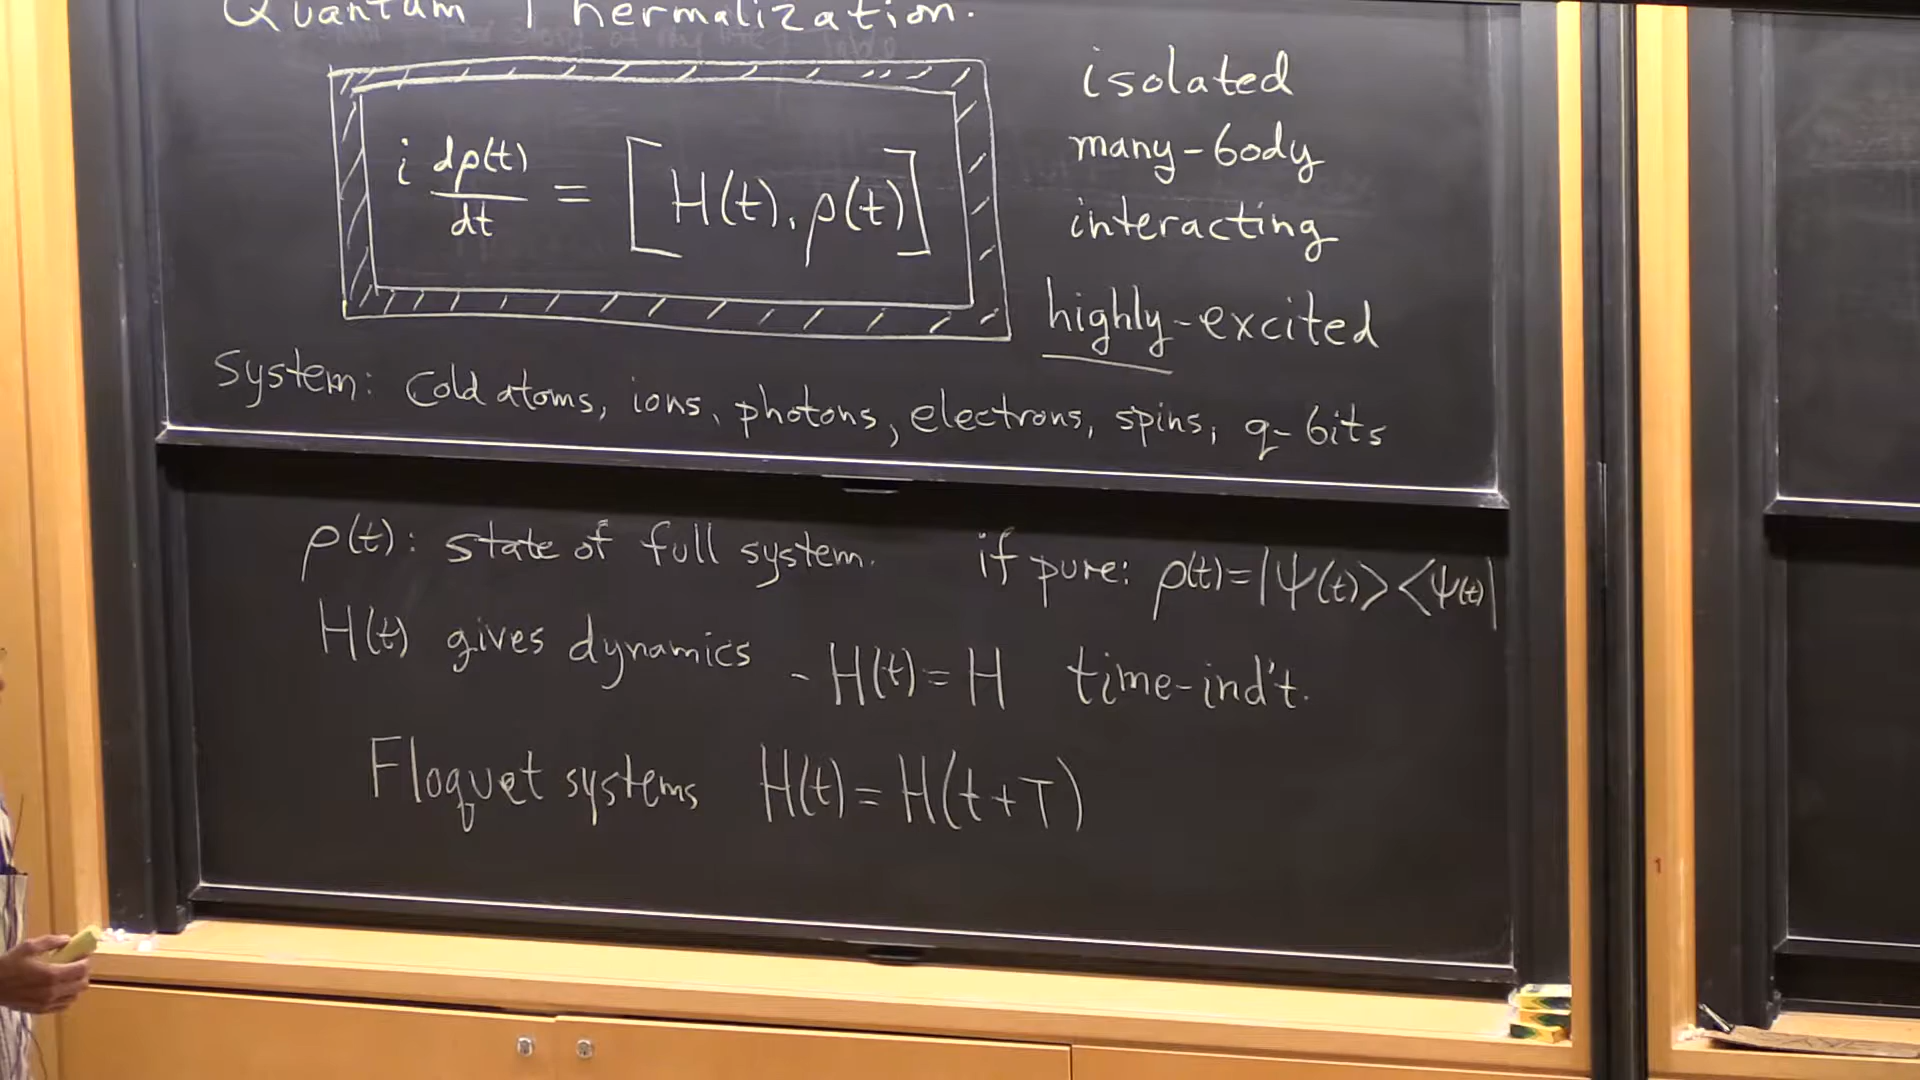 Quantum Thermalization.
i dρ(t)/dt = [H(t), ρ(t)]
isolated
many-body
interacting
highly-excited
System: Cold atoms, ions, photons, electrons, spins, q-bits
ρ(t): state of full system. if pure: ρ(t)=|Ψ(t)><Ψ(t)|
H(t) gives dynamics - H(t)=H time-ind't.
Floquet systems H(t)=H(t+T)
1